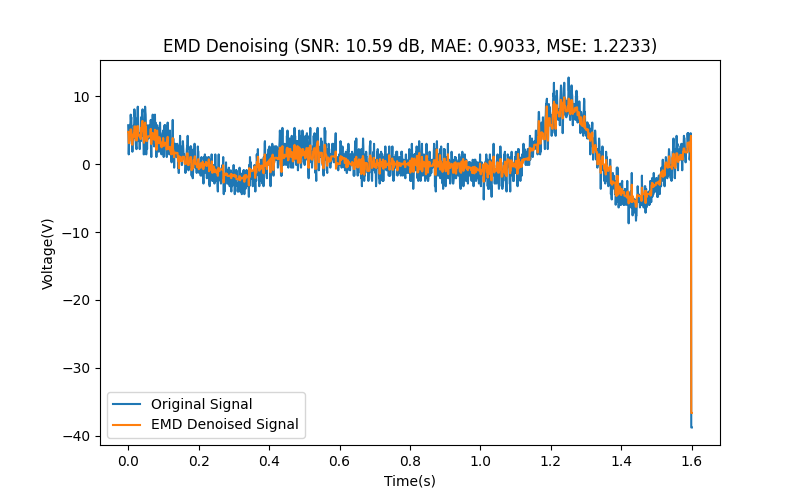 EMD Denoising (SNR: 10.59 dB, MAE: 0.9033, MSE: 1.2233)
10
0
−10
−20
−30
−40
Voltage(V)
Original Signal
EMD Denoised Signal
0.0 0.2 0.4 0.6 0.8 1.0 1.2 1.4 1.6
Time(s)